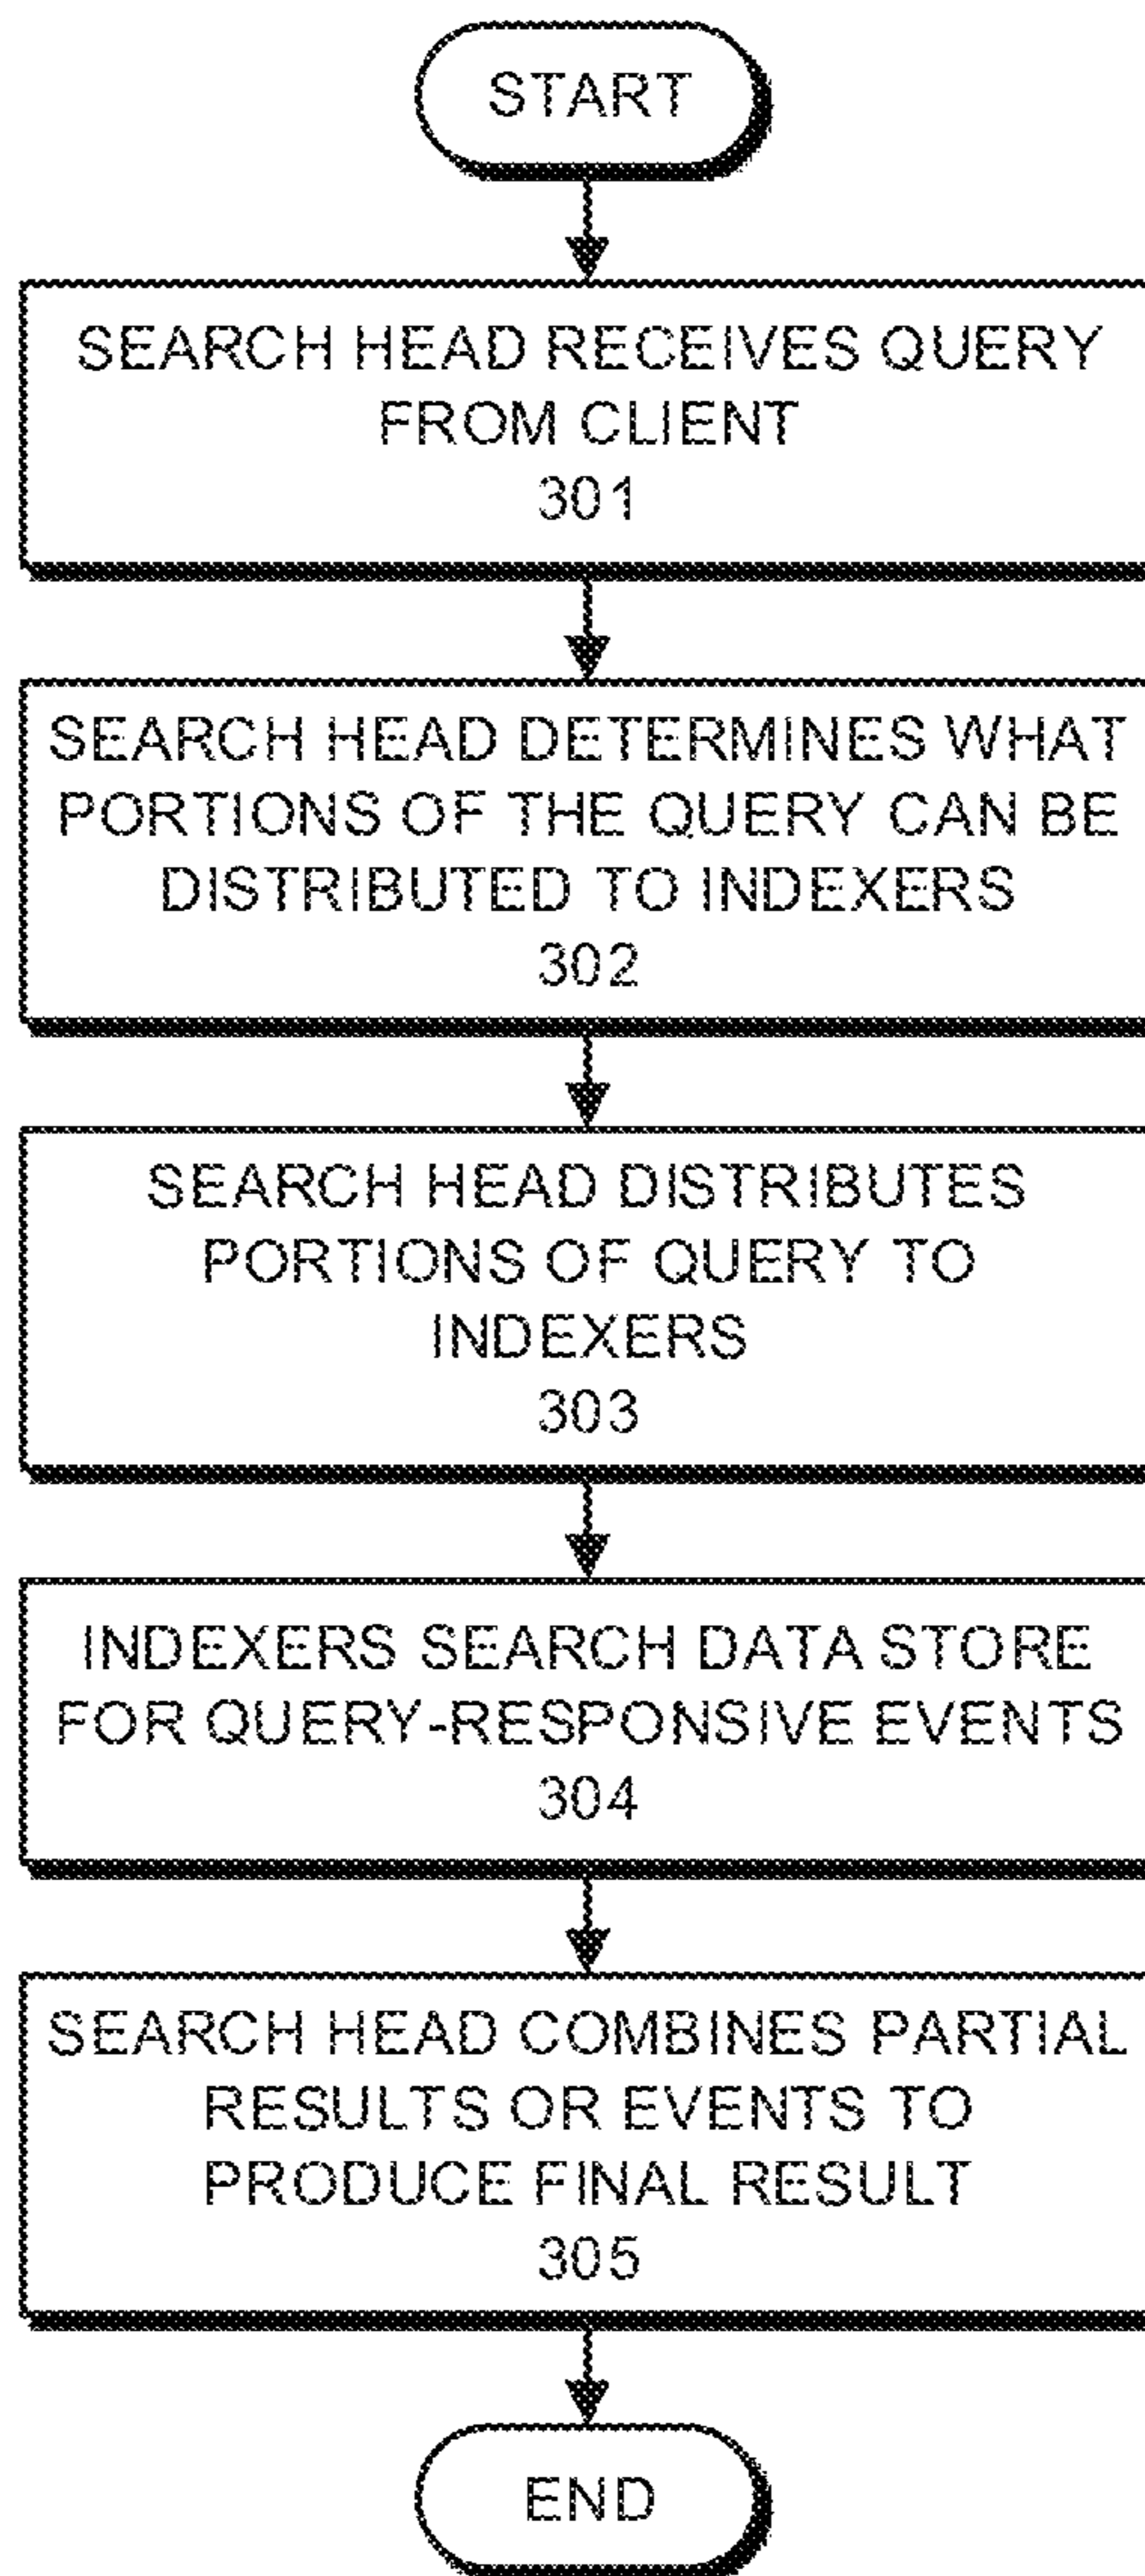 START
SEARCH HEAD RECEIVES QUERY
FROM CLIENT
301
SEARCH HEAD DETERMINES WHAT
PORTIONS OF THE QUERY CAN BE
DISTRIBUTED TO INDEXERS
302
SEARCH HEAD DISTRIBUTES
PORTIONS OF QUERY TO
INDEXERS
303
INDEXERS SEARCH DATA STORE
FOR QUERY-RESPONSIVE EVENTS
304
SEARCH HEAD COMBINES PARTIAL
RESULTS OR EVENTS TO
PRODUCE FINAL RESULT
305
END